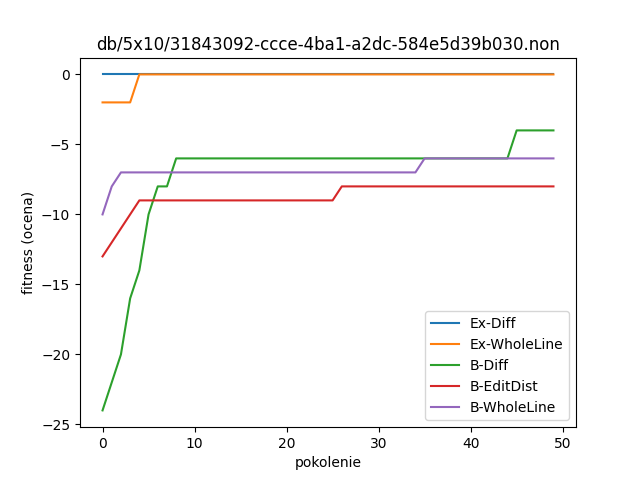 db/5x10/31843092-ccce-4ba1-a2dc-584e5d39b030.non
0
−5
−10
−15
−20
−25
fitness (ocena)
0 10 20 30 40 50
pokolenie
Ex-Diff
Ex-WholeLine
B-Diff
B-EditDist
B-WholeLine